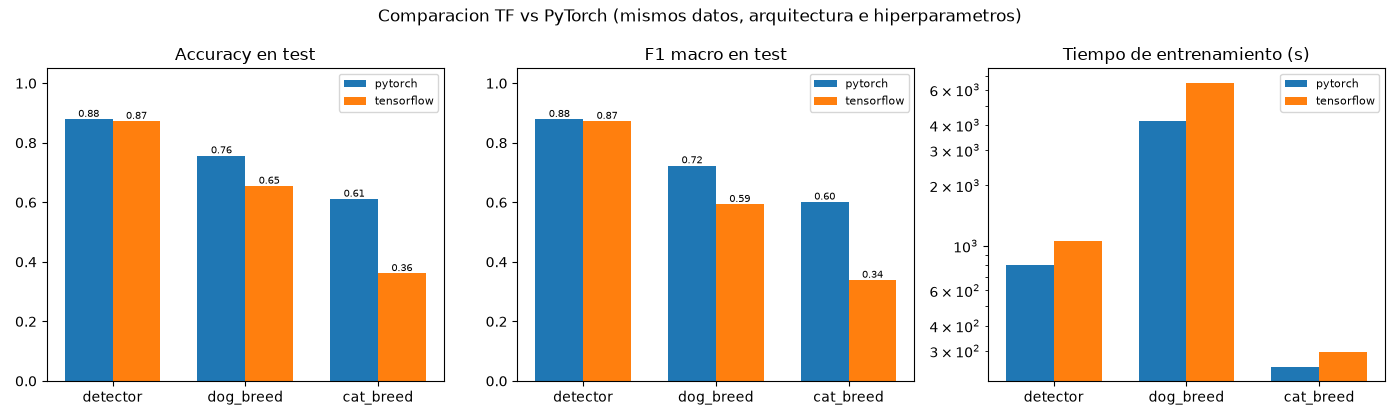 Comparacion TF vs PyTorch (mismos datos, arquitectura e hiperparametros)
Accuracy en test
1.0
0.8
0.6
0.4
0.2
0.0
pytorch
tensorflow
0.88
0.87
0.76
0.65
0.61
0.36
detector
dog_breed
cat_breed
F1 macro en test
1.0
0.8
0.6
0.4
0.2
0.0
pytorch
tensorflow
0.88
0.87
0.72
0.59
0.60
0.34
detector
dog_breed
cat_breed
Tiempo de entrenamiento (s)
6 × 10³
4 × 10³
3 × 10³
2 × 10³
10³
6 × 10²
4 × 10²
3 × 10²
pytorch
tensorflow
detector
dog_breed
cat_breed